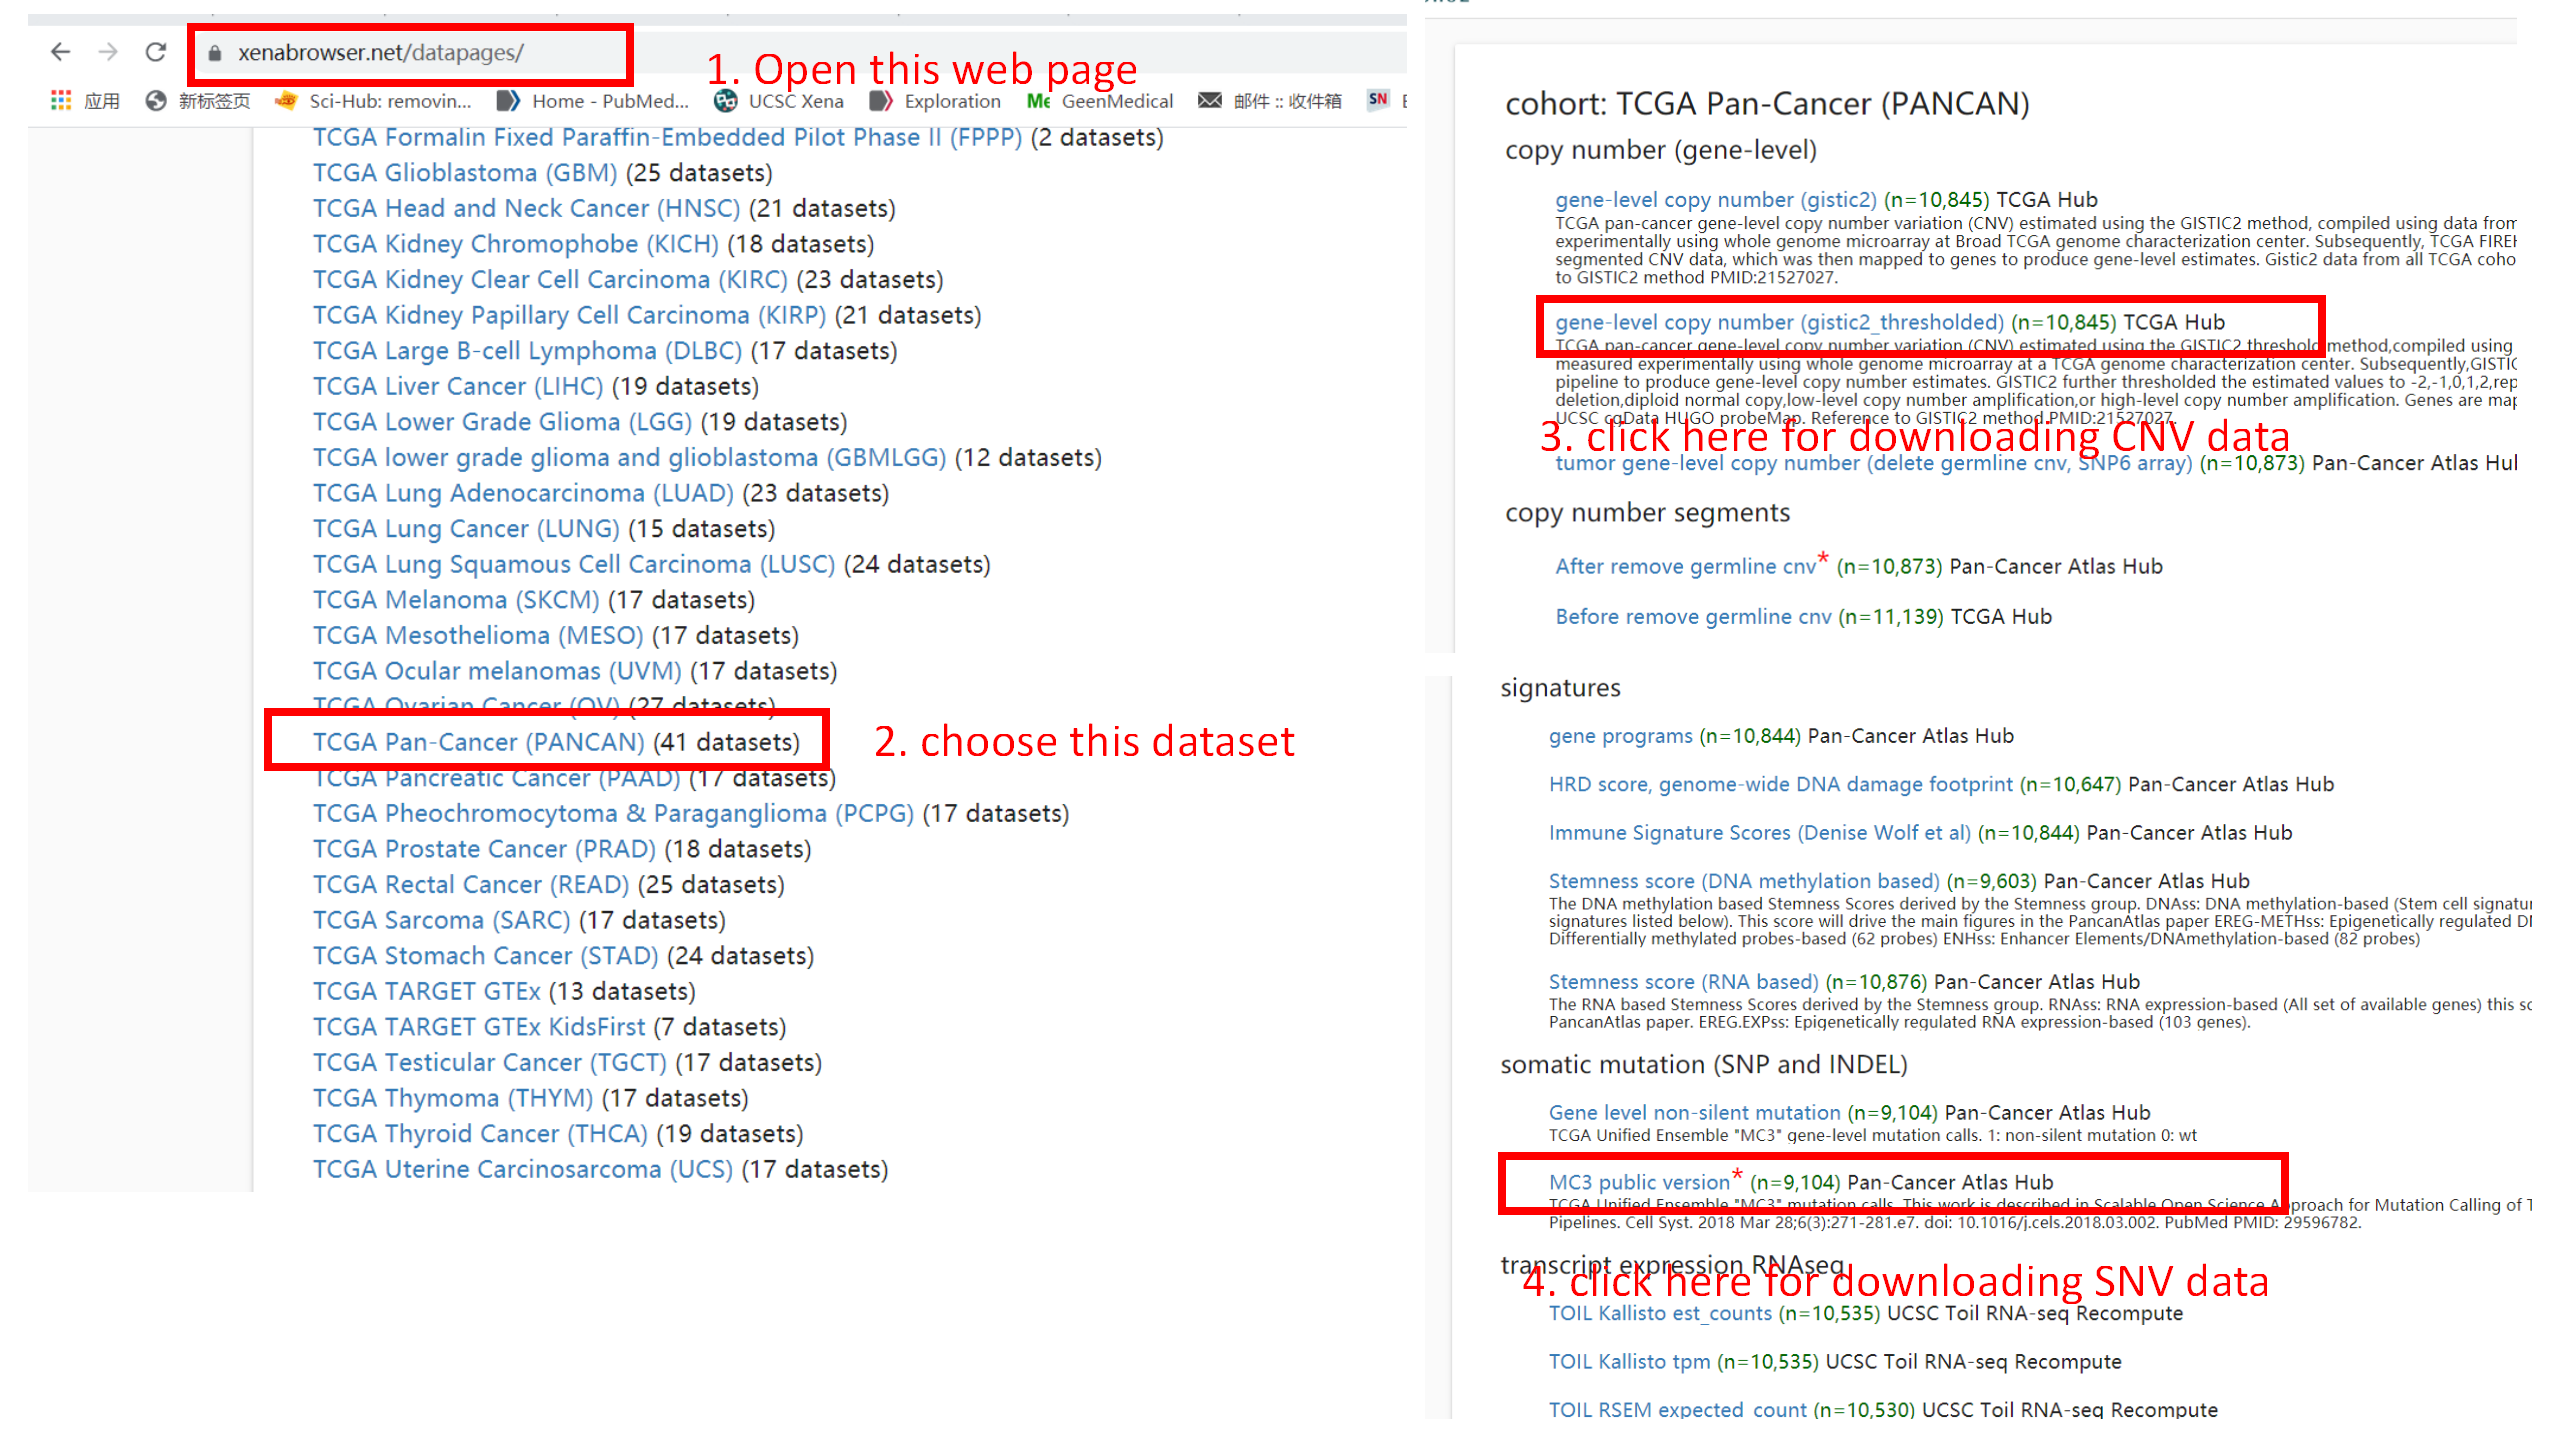 xenabrowser.net/datapages/
1. Open this web page
应用
新标签页
Sci-Hub: removin...
Home - PubMed...
UCSC Xena
Exploration
GeenMedical
邮件 :: 收件箱
TCGA Formalin Fixed Paraffin-Embedded Pilot Phase II (FPPP) (2 datasets)
TCGA Glioblastoma (GBM) (25 datasets)
TCGA Head and Neck Cancer (HNSC) (21 datasets)
TCGA Kidney Chromophobe (KICH) (18 datasets)
TCGA Kidney Clear Cell Carcinoma (KIRC) (23 datasets)
TCGA Kidney Papillary Cell Carcinoma (KIRP) (21 datasets)
TCGA Large B-cell Lymphoma (DLBC) (17 datasets)
TCGA Liver Cancer (LIHC) (19 datasets)
TCGA Lower Grade Glioma (LGG) (19 datasets)
TCGA lower grade glioma and glioblastoma (GBMLGG) (12 datasets)
TCGA Lung Adenocarcinoma (LUAD) (23 datasets)
TCGA Lung Cancer (LUNG) (15 datasets)
TCGA Lung Squamous Cell Carcinoma (LUSC) (24 datasets)
TCGA Melanoma (SKCM) (17 datasets)
TCGA Mesothelioma (MESO) (17 datasets)
TCGA Ocular melanomas (UVM) (17 datasets)
TCGA Ovarian Cancer (OV) (27 datasets)
TCGA Pan-Cancer (PANCAN) (41 datasets)
2. choose this dataset
TCGA Pancreatic Cancer (PAAD) (17 datasets)
TCGA Pheochromocytoma & Paraganglioma (PCPG) (17 datasets)
TCGA Prostate Cancer (PRAD) (18 datasets)
TCGA Rectal Cancer (READ) (25 datasets)
TCGA Sarcoma (SARC) (17 datasets)
TCGA Stomach Cancer (STAD) (24 datasets)
TCGA TARGET GTEx (13 datasets)
TCGA TARGET GTEx KidsFirst (7 datasets)
TCGA Testicular Cancer (TGCT) (17 datasets)
TCGA Thymoma (THYM) (17 datasets)
TCGA Thyroid Cancer (THCA) (19 datasets)
TCGA Uterine Carcinosarcoma (UCS) (17 datasets)
cohort: TCGA Pan-Cancer (PANCAN)
copy number (gene-level)
gene-level copy number (gistic2) (n=10,845) TCGA Hub
TCGA pan-cancer gene-level copy number variation (CNV) estimated using the GISTIC2 method, compiled using data from
experimentally using whole genome microarray at Broad TCGA genome characterization center. Subsequently, TCGA FIREH
segmented CNV data, which was then mapped to genes to produce gene-level estimates. Gistic2 data from all TCGA coho
to GISTIC2 method PMID:21527027.
gene-level copy number (gistic2_thresholded) (n=10,845) TCGA Hub
TCGA pan-cancer gene-level copy number variation (CNV) estimated using the GISTIC2 threshold method,compiled using
measured experimentally using whole genome microarray at a TCGA genome characterization center. Subsequently,GISTIC
pipeline to produce gene-level copy number estimates. GISTIC2 further thresholded the estimated values to -2,-1,0,1,2,rep
deletion,diploid normal copy,low-level copy number amplification,or high-level copy number amplification. Genes are map
UCSC cgData HUGO probeMap. Reference to GISTIC2 method PMID:21527027.
3. click here for downloading CNV data
tumor gene-level copy number (delete germline cnv, SNP6 array) (n=10,873) Pan-Cancer Atlas Hul
copy number segments
After remove germline cnv* (n=10,873) Pan-Cancer Atlas Hub
Before remove germline cnv (n=11,139) TCGA Hub
signatures
gene programs (n=10,844) Pan-Cancer Atlas Hub
HRD score, genome-wide DNA damage footprint (n=10,647) Pan-Cancer Atlas Hub
Immune Signature Scores (Denise Wolf et al) (n=10,844) Pan-Cancer Atlas Hub
Stemness score (DNA methylation based) (n=9,603) Pan-Cancer Atlas Hub
The DNA methylation based Stemness Scores derived by the Stemness group. DNAss: DNA methylation-based (Stem cell signatur
signatures listed below). This score will drive the main figures in the PancanAtlas paper EREG-METHss: Epigenetically regulated DN
Differentially methylated probes-based (62 probes) ENHss: Enhancer Elements/DNAmethylation-based (82 probes)
Stemness score (RNA based) (n=10,876) Pan-Cancer Atlas Hub
The RNA based Stemness Scores derived by the Stemness group. RNAss: RNA expression-based (All set of available genes) this sc
PancanAtlas paper. EREG.EXPss: Epigenetically regulated RNA expression-based (103 genes).
somatic mutation (SNP and INDEL)
Gene level non-silent mutation (n=9,104) Pan-Cancer Atlas Hub
TCGA Unified Ensemble "MC3" gene-level mutation calls. 1: non-silent mutation 0: wt
MC3 public version* (n=9,104) Pan-Cancer Atlas Hub
TCGA Unified Ensemble "MC3" mutation calls. This work is described in Scalable Open Science Approach for Mutation Calling of T
Pipelines. Cell Syst. 2018 Mar 28;6(3):271-281.e7. doi: 10.1016/j.cels.2018.03.002. PubMed PMID: 29596782.
transcript expression RNAseq
4. click here for downloading SNV data
TOIL Kallisto est_counts (n=10,535) UCSC Toil RNA-seq Recompute
TOIL Kallisto tpm (n=10,535) UCSC Toil RNA-seq Recompute
TOIL RSEM expected_count (n=10,530) UCSC Toil RNA-seq Recompute